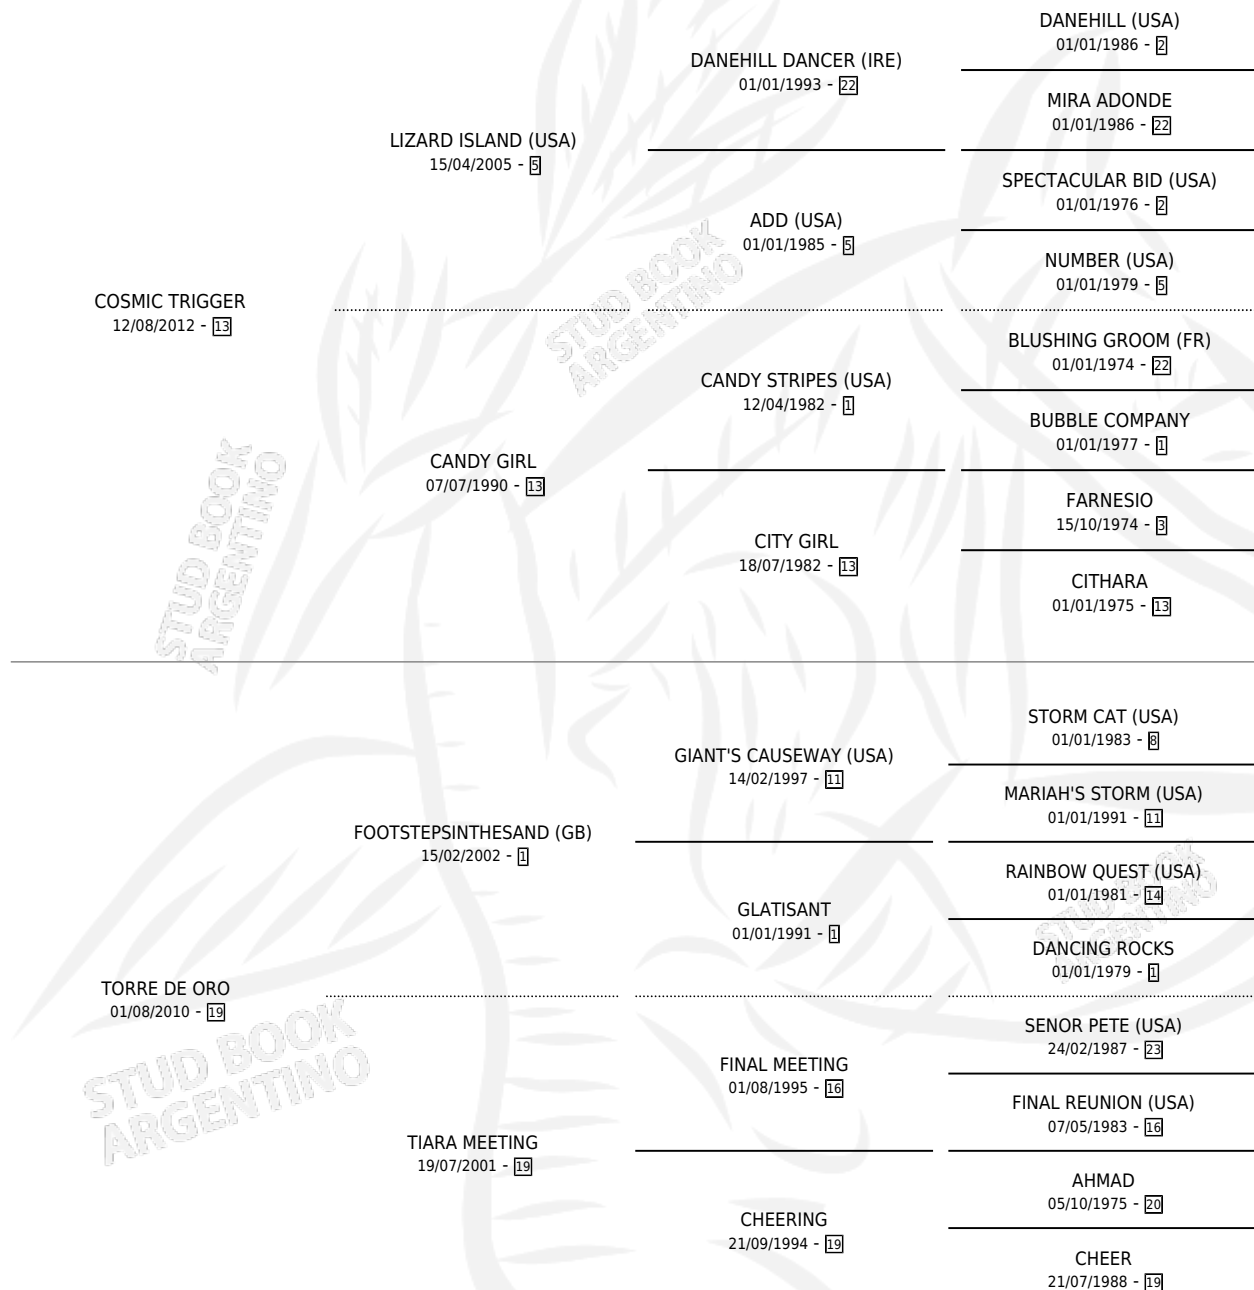 DANEHILL (USA)
01/01/1986 - 2
DANEHILL DANCER (IRE)
01/01/1993 - 22
MIRA ADONDE
01/01/1986 - 22
LIZARD ISLAND (USA)
15/04/2005 - 5
SPECTACULAR BID (USA)
01/01/1976 - 2
ADD (USA)
01/01/1985 - 5
NUMBER (USA)
01/01/1979 - 5
COSMIC TRIGGER
12/08/2012 - 13
STUD BOOK
ARGENTINO
BLUSHING GROOM (FR)
01/01/1974 - 22
CANDY STRIPES (USA)
12/04/1982 - 1
BUBBLE COMPANY
01/01/1977 - 1
CANDY GIRL
07/07/1990 - 13
FARNESIO
15/10/1974 - 3
CITY GIRL
18/07/1982 - 13
CITHARA
01/01/1975 - 13
STUD BOOK
ARGENTINO
STORM CAT (USA)
01/01/1983 - 8
GIANT'S CAUSEWAY (USA)
14/02/1997 - 11
MARIAH'S STORM (USA)
01/01/1991 - 11
FOOTSTEPSINTHESAND (GB)
15/02/2002 - 1
RAINBOW QUEST (USA)
01/01/1981 - 14
STUD BOOK
ARGENTINO
GLATISANT
01/01/1991 - 1
DANCING ROCKS
01/01/1979 - 1
TORRE DE ORO
01/08/2010 - 19
STUD BOOK
ARGENTINO
SENOR PETE (USA)
24/02/1987 - 23
FINAL MEETING
01/08/1995 - 16
FINAL REUNION (USA)
07/05/1983 - 16
TIARA MEETING
19/07/2001 - 19
AHMAD
05/10/1975 - 20
CHEERING
21/09/1994 - 19
CHEER
21/07/1988 - 19